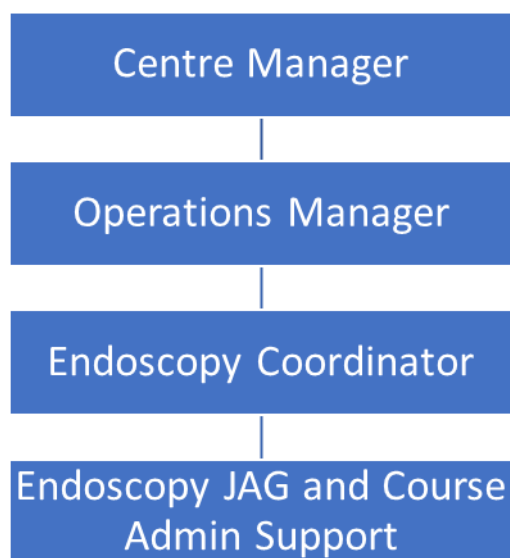 Centre Manager
Operations Manager
Endoscopy Coordinator
Endoscopy JAG and Course
Admin Support